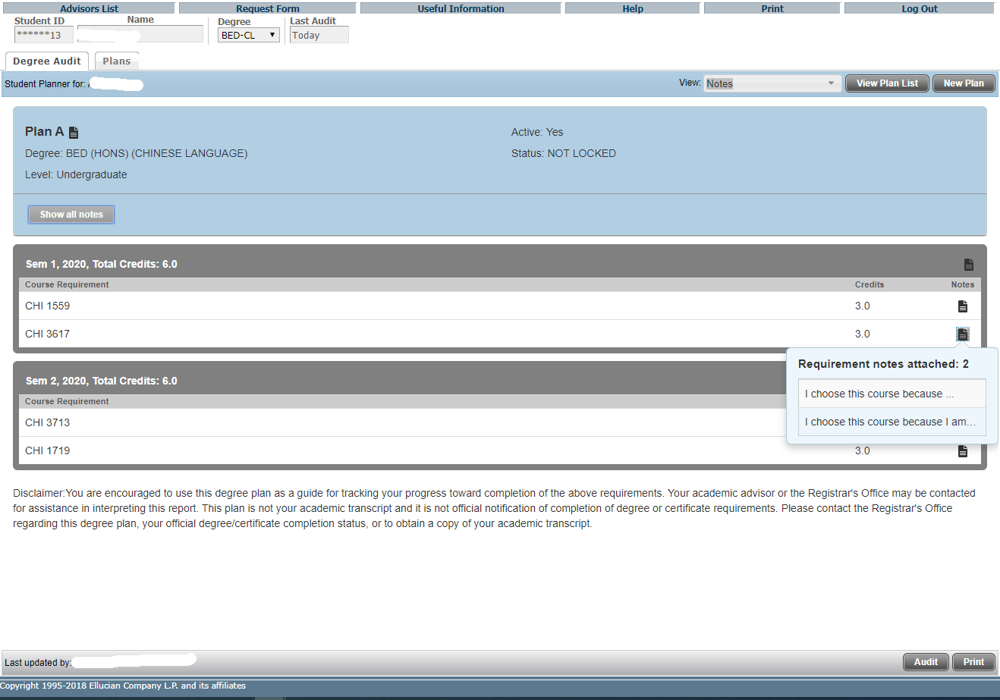 Advisors List Request Form Useful Information Help Print Log Out
Student ID Name Degree Last Audit
******13 BED-CL Today
Degree Audit Plans
Student Planner for: View: Notes View Plan List New Plan
Plan A Active: Yes
Degree: BED (HONS) (CHINESE LANGUAGE) Status: NOT LOCKED
Level: Undergraduate
Show all notes
Sem 1, 2020, Total Credits: 6.0
Course Requirement Credits Notes
CHI 1559 3.0
CHI 3617 3.0
Requirement notes attached: 2
I choose this course because ...
I choose this course because I am...
Sem 2, 2020, Total Credits: 6.0
Course Requirement
CHI 3713
CHI 1719 3.0
Disclaimer:You are encouraged to use this degree plan as a guide for tracking your progress toward completion of the above requirements. Your academic advisor or the Registrar's Office may be contacted
for assistance in interpreting this report. This plan is not your academic transcript and it is not official notification of completion of degree or certificate requirements. Please contact the Registrar's Office
regarding this degree plan, your official degree/certificate completion status, or to obtain a copy of your academic transcript.
Last updated by: Audit Print
Copyright 1995-2018 Ellucian Company L.P. and its affiliates